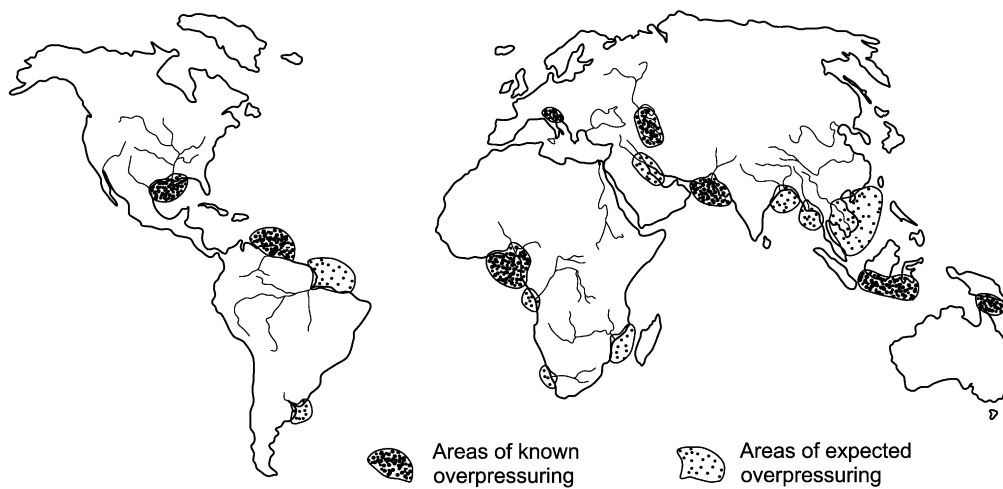 Areas of known
overpressuring
Areas of expected
overpressuring